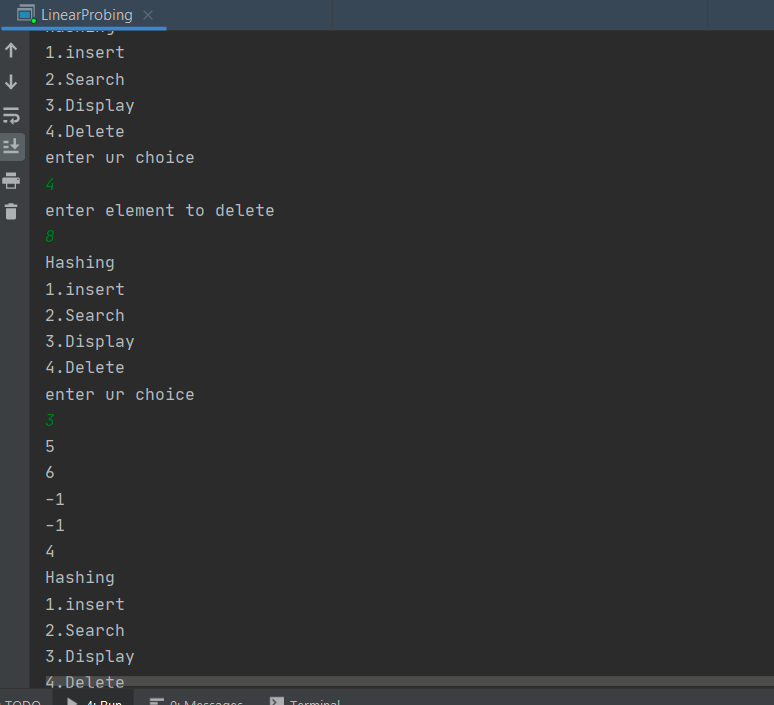 LinearProbing
Hashing
1.insert
2.Search
3.Display
4.Delete
enter ur choice
4
enter element to delete
8
Hashing
1.insert
2.Search
3.Display
4.Delete
enter ur choice
3
5
6
-1
-1
4
Hashing
1.insert
2.Search
3.Display
4.Delete
TODO 4: Run 0: Messages Terminal